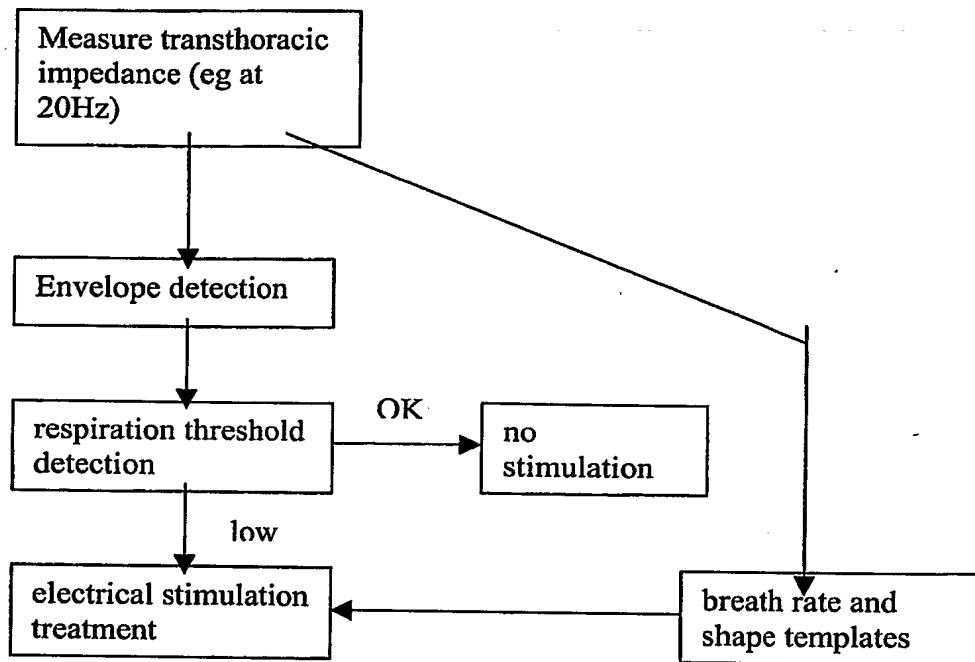 Measure transthoracic
impedance (eg at
20Hz)
Envelope detection
respiration threshold
detection
OK
no
stimulation
low
electrical stimulation
treatment
breath rate and
shape templates